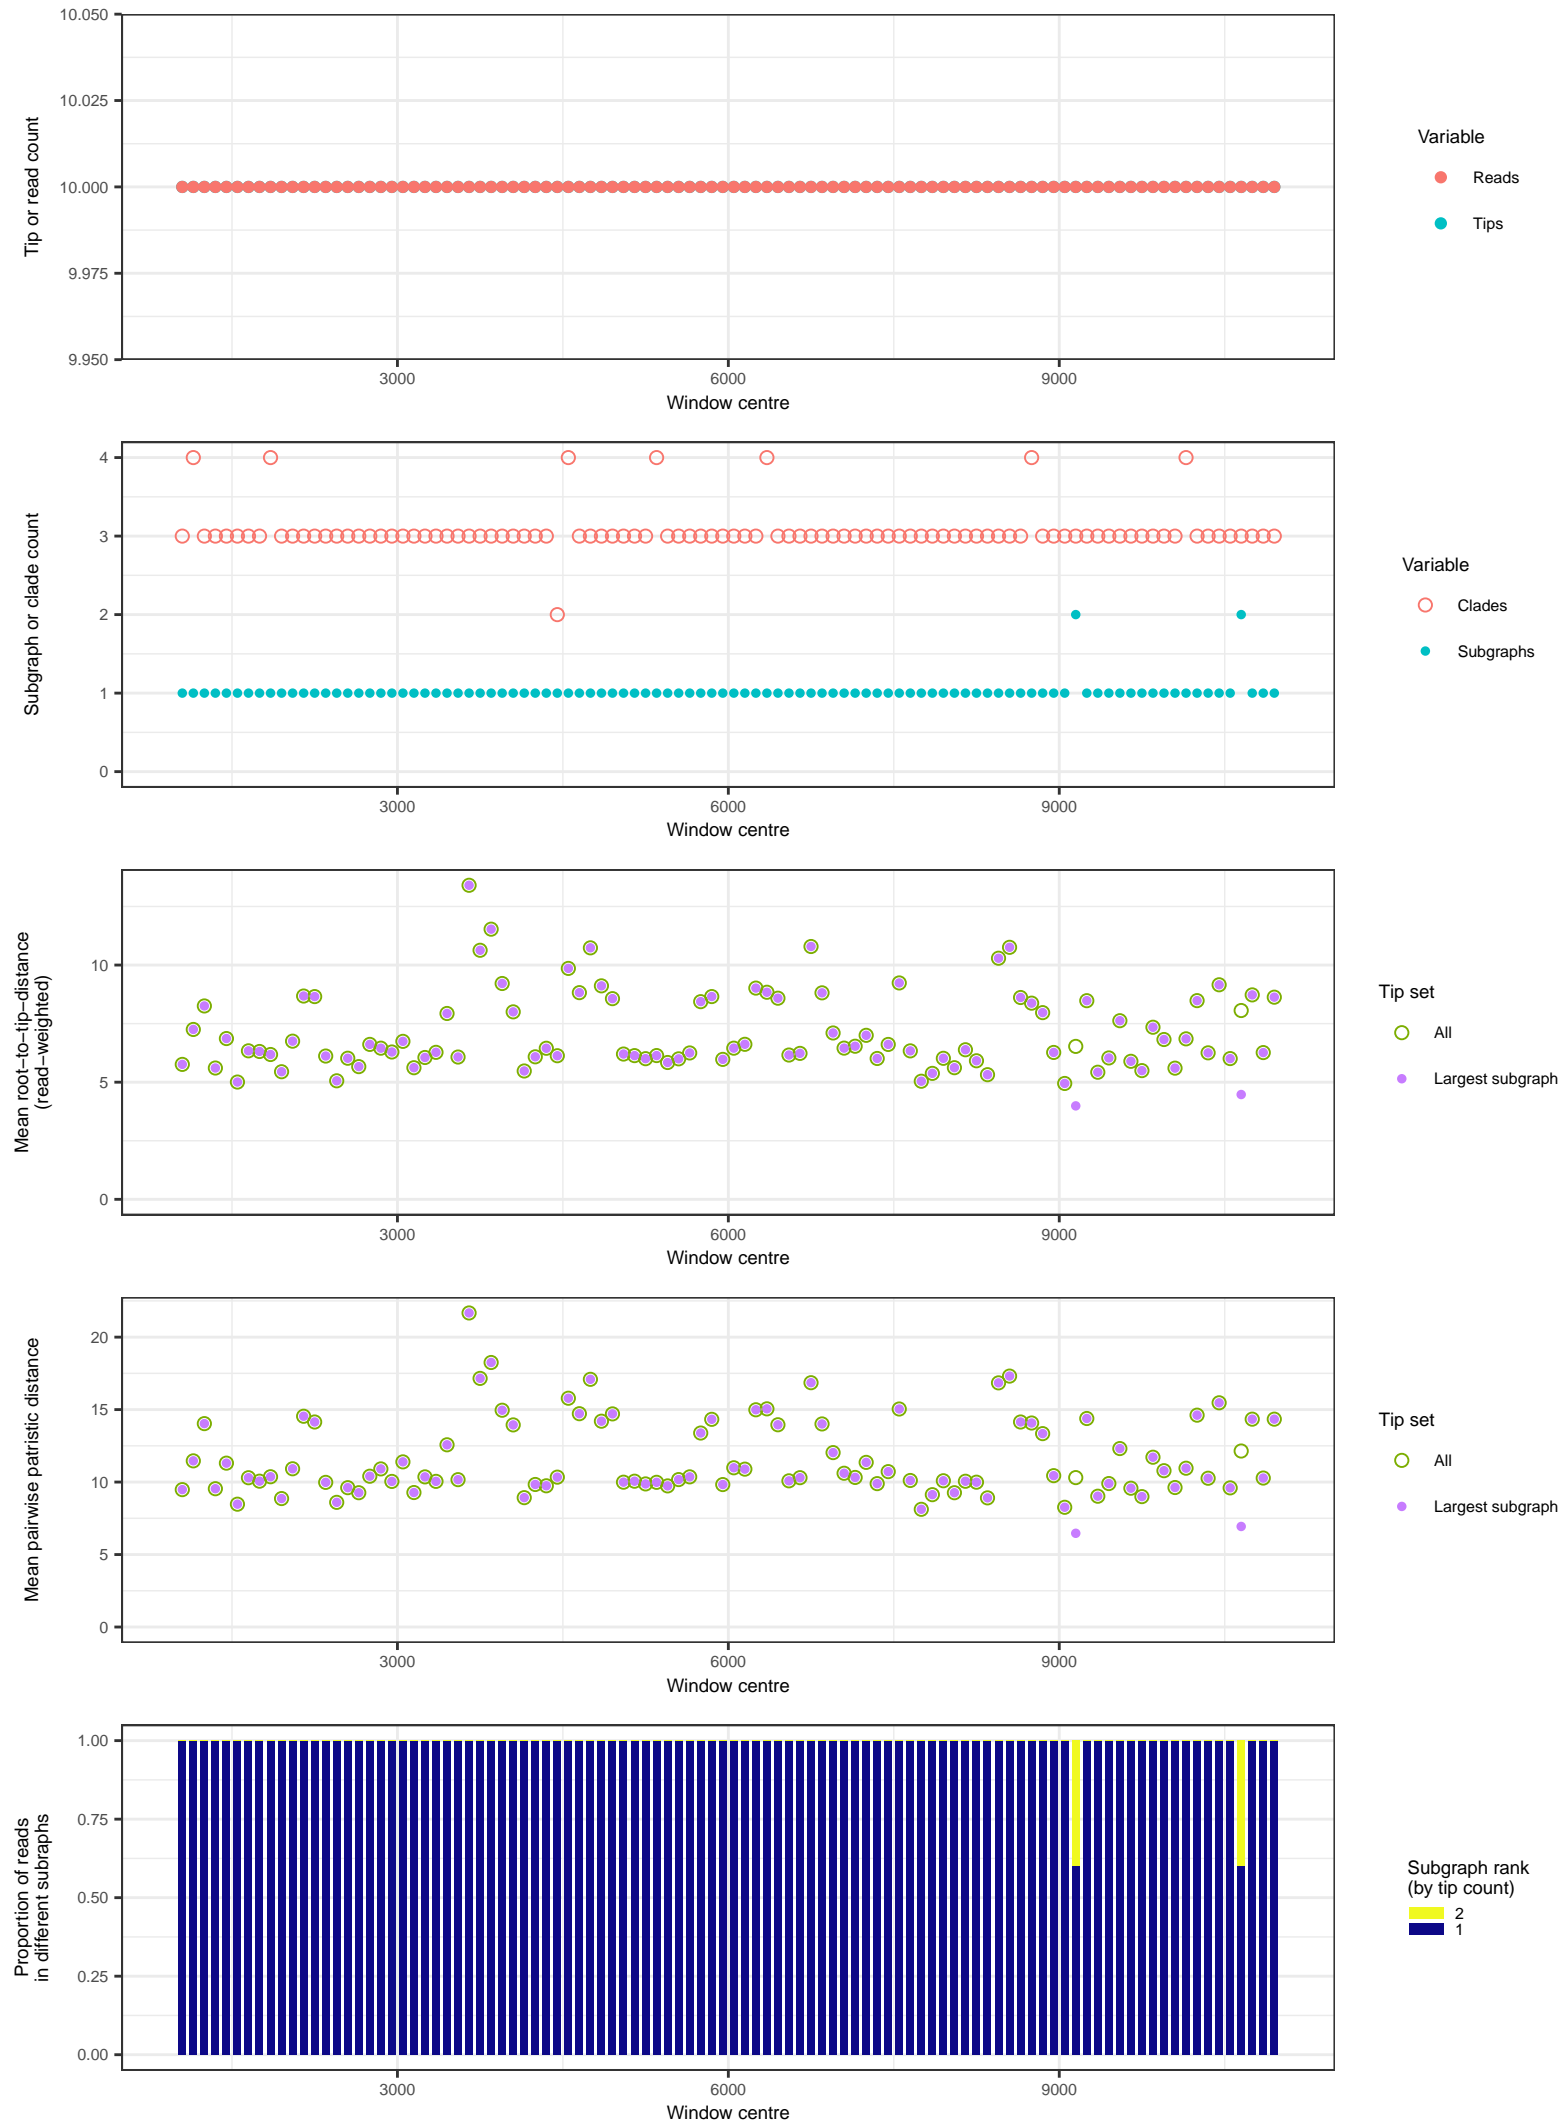 10.050
10.025
10.000
9.975
9.950
Tip or read count
3000
6000
9000
Window centre
Variable
Reads
Tips
4
3
2
1
0
Subgraph or clade count
3000
6000
9000
Window centre
Variable
Clades
Subgraphs
10
5
0
Mean root−to−tip−distance
(read−weighted)
3000
6000
9000
Window centre
Tip set
All
Largest subgraph
20
15
10
5
0
Mean pairwise patristic distance
3000
6000
9000
Window centre
Tip set
All
Largest subgraph
1.00
0.75
0.50
0.25
0.00
Proportion of reads
in different subraphs
3000
6000
9000
Window centre
Subgraph rank
(by tip count)
2
1